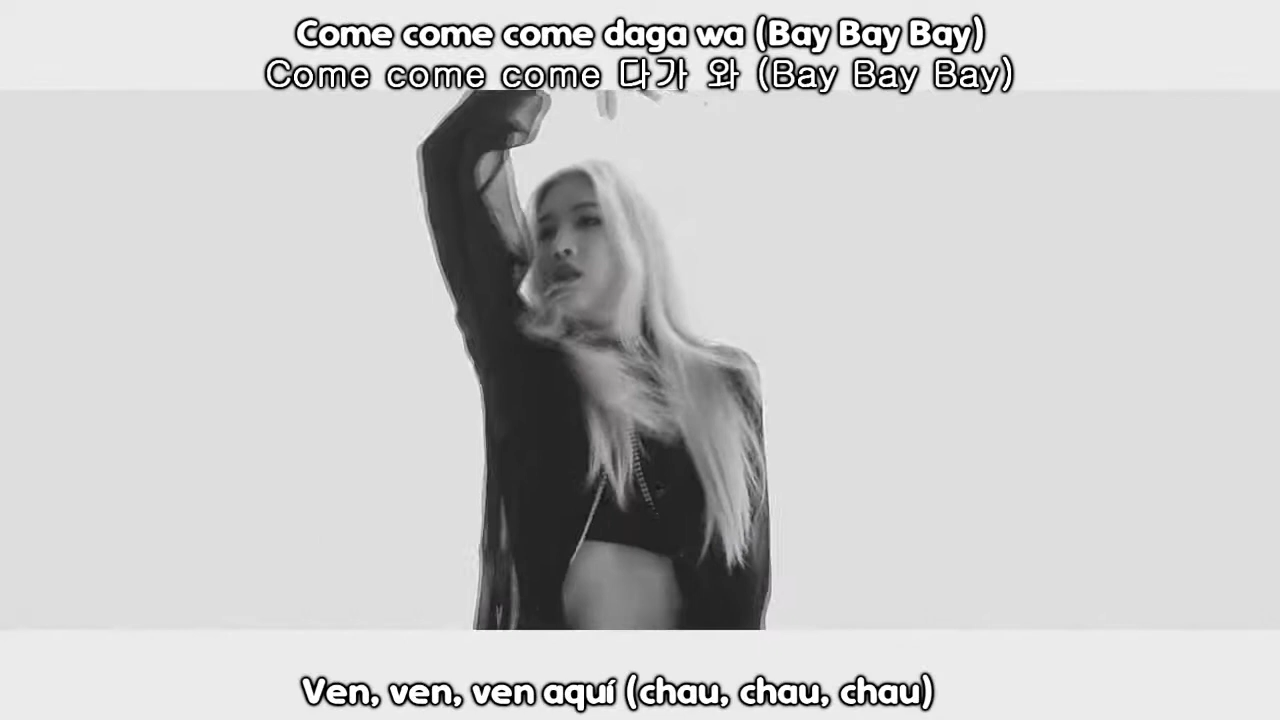 Come come come daga wa (Bay Bay Bay)
Come come come 다가 와 (Bay Bay Bay)
Ven, ven, ven aquí (chau, chau, chau)